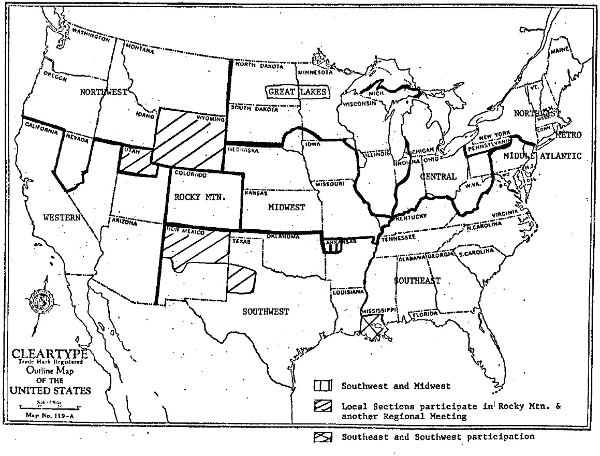 WASHINGTON
MONTANA
NORTH DAKOTA
MINNESOTA
MAINE
OREGON
NORTHWEST
IDAHO
WYOMING
SOUTH DAKOTA
GREAT LAKES
WISCONSIN
MICH.
MICHIGAN
VT.
NORTHEAST
MASS.
CONN.
METRO
NEW YORK
PENNSYLVANIA
MIDDLE ATLANTIC
CALIFORNIA
NEVADA
UTAH
COLORADO
ROCKY MTN.
NEBRASKA
IOWA
ILLINOIS
INDIANA
OHIO
CENTRAL
W.VA.
VIRGINIA
KANSAS
MISSOURI
MIDWEST
KENTUCKY
WESTERN
ARIZONA
NEW MEXICO
TEXAS
OKLAHOMA
ARKANSAS
TENNESSEE
N.CAROLINA
S.CAROLINA
ALABAMA
GEORGIA
SOUTHEAST
LOUISIANA
MISSISSIPPI
FLORIDA
SOUTHWEST
CLEARTYPE
Trade Mark Registered
Outline Map
OF THE
UNITED STATES
Map No. 119-A
Southwest and Midwest
Local Sections participate in Rocky Mtn. &
another Regional Meeting
Southeast and Southwest participation